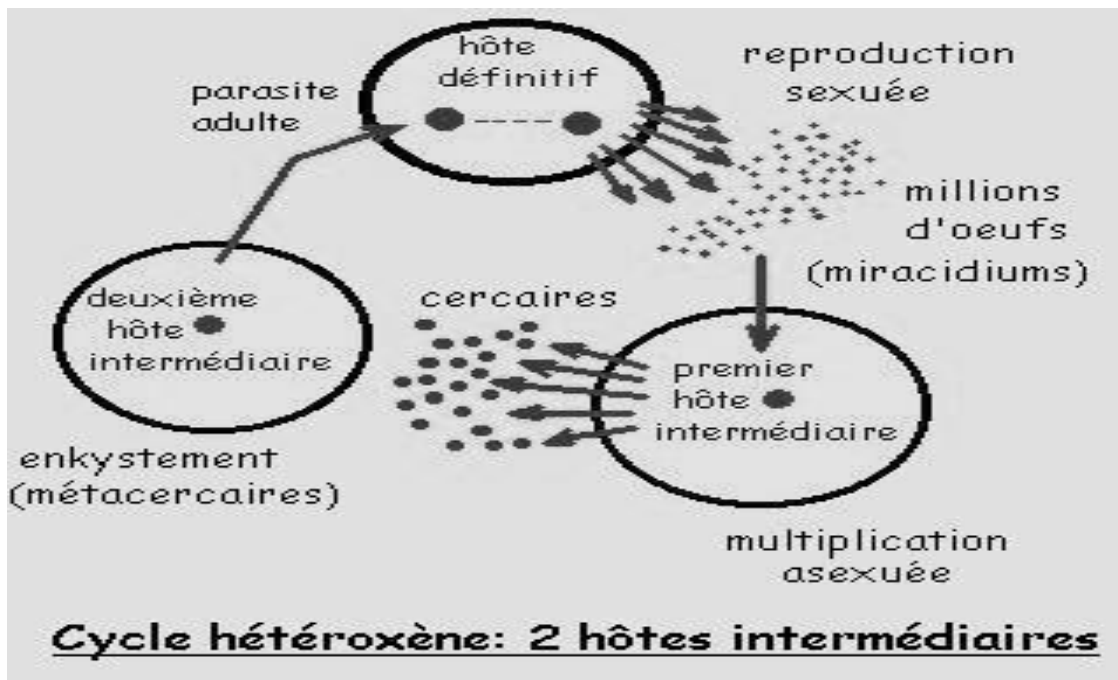 hôte
définitif
parasite
adulte
reproduction
sexuée
millions
d'oeufs
(miracidiums)
premier
hôte
intermédiaire
multiplication
asexuée
cercaires
deuxième
hôte
intermédiaire
enkystement
(métacercaires)
Cycle hétéroxène: 2 hôtes intermédiaires